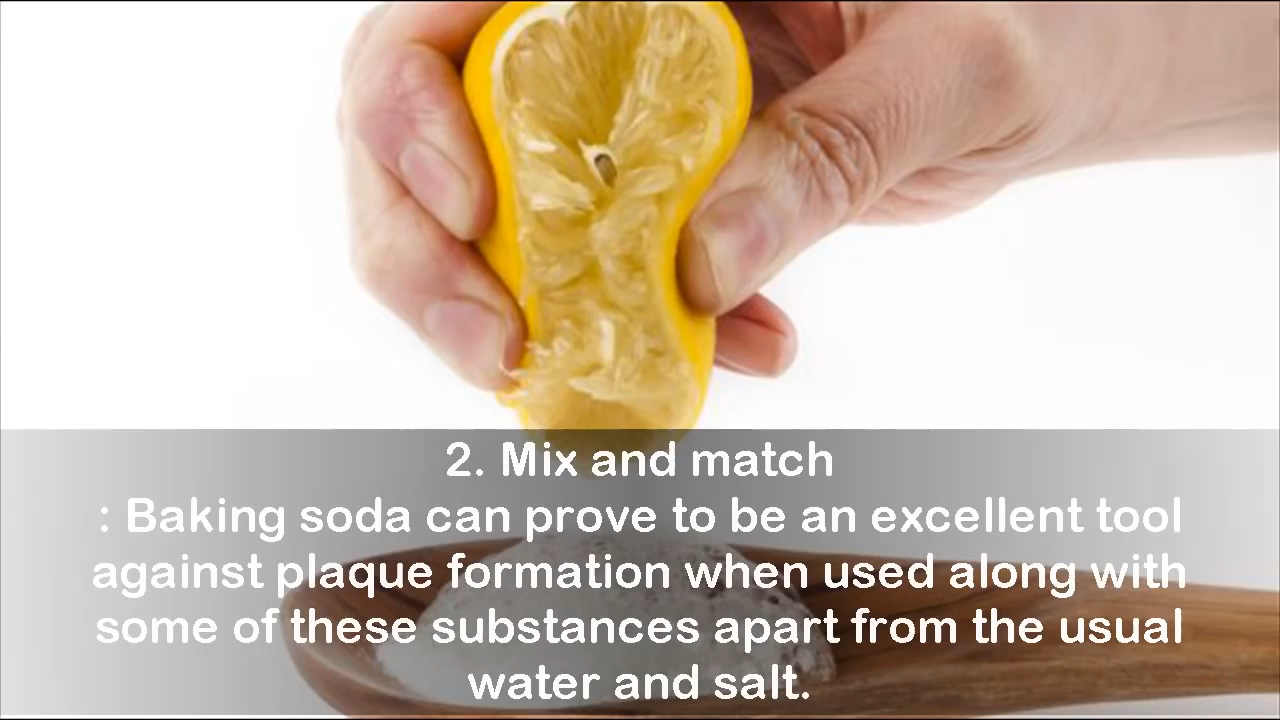 2. Mix and match
: Baking soda can prove to be an excellent tool
against plaque formation when used along with
some of these substances apart from the usual
water and salt.